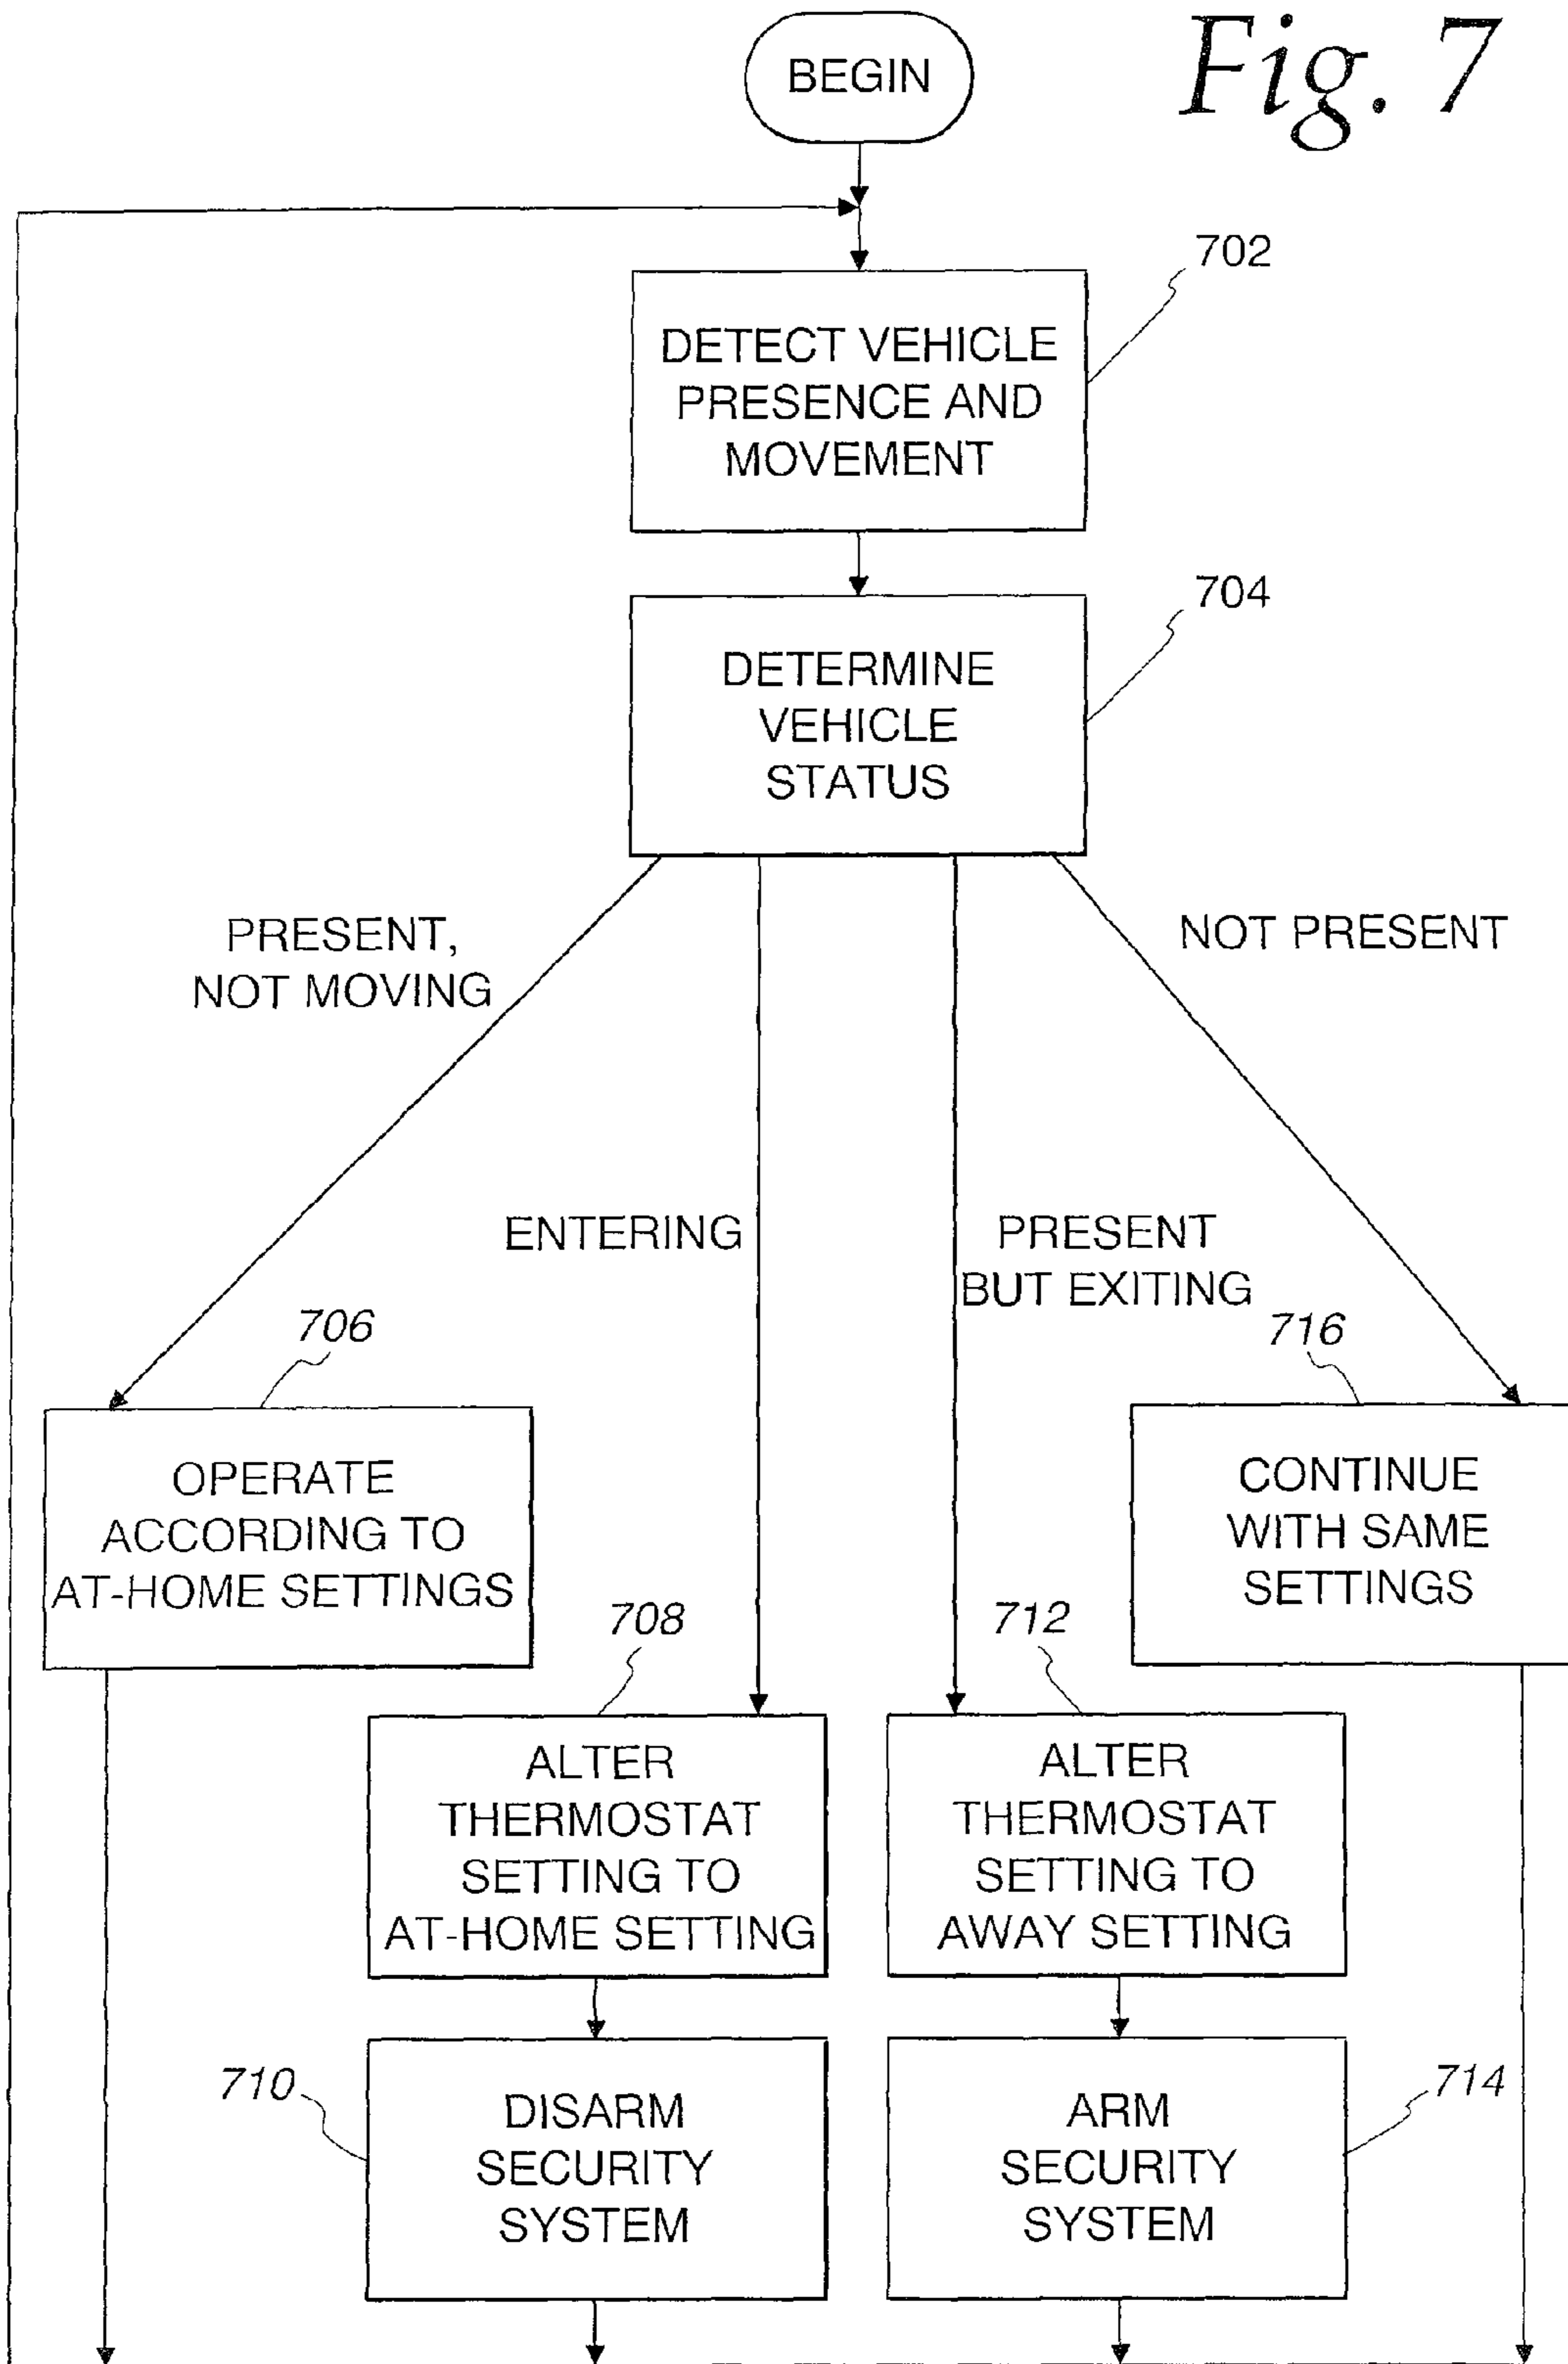 Fig. 7
BEGIN
702
DETECT VEHICLE
PRESENCE AND
MOVEMENT
704
DETERMINE
VEHICLE
STATUS
PRESENT,
NOT MOVING
NOT PRESENT
ENTERING
PRESENT
BUT EXITING
706
716
OPERATE
ACCORDING TO
AT-HOME SETTINGS
CONTINUE
WITH SAME
SETTINGS
708
712
ALTER
THERMOSTAT
SETTING TO
AT-HOME SETTING
ALTER
THERMOSTAT
SETTING TO
AWAY SETTING
710
DISARM
SECURITY
SYSTEM
ARM
SECURITY
SYSTEM
714